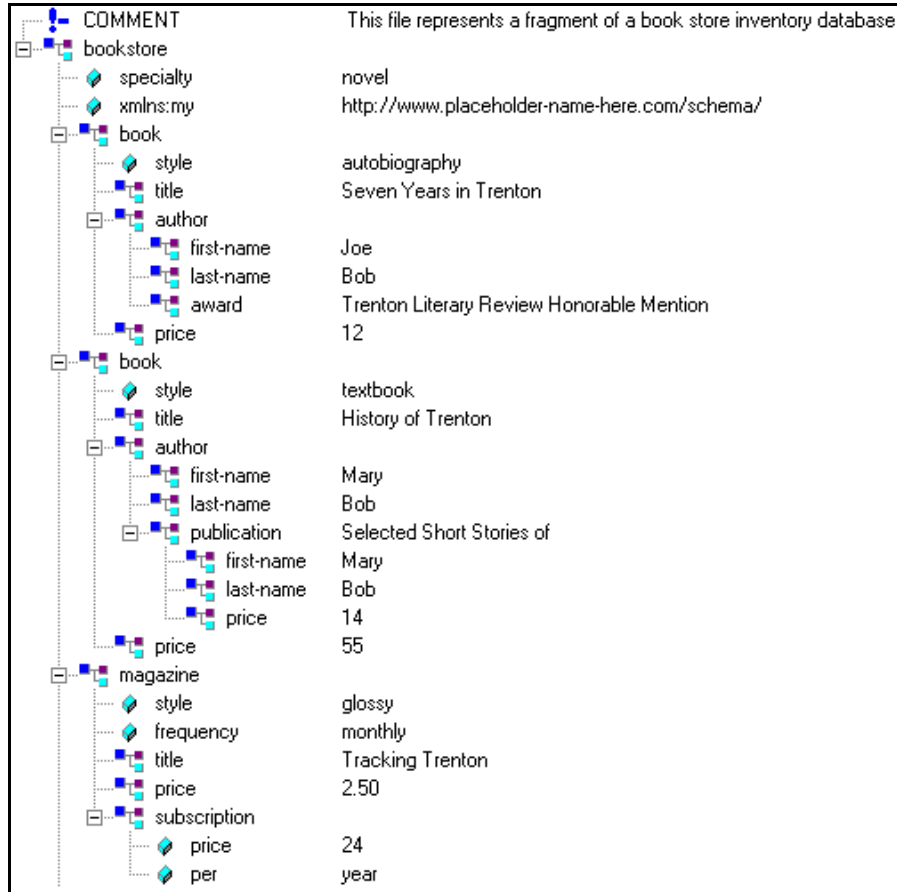 COMMENT This file represents a fragment of a book store inventory database
bookstore
specialty novel
xmlns:my http://www.placeholder-name-here.com/schema/
book
style autobiography
title Seven Years in Trenton
author
first-name Joe
last-name Bob
award Trenton Literary Review Honorable Mention
price 12
book
style textbook
title History of Trenton
author
first-name Mary
last-name Bob
publication Selected Short Stories of
first-name Mary
last-name Bob
price 14
price 55
magazine
style glossy
frequency monthly
title Tracking Trenton
price 2.50
subscription
price 24
per year